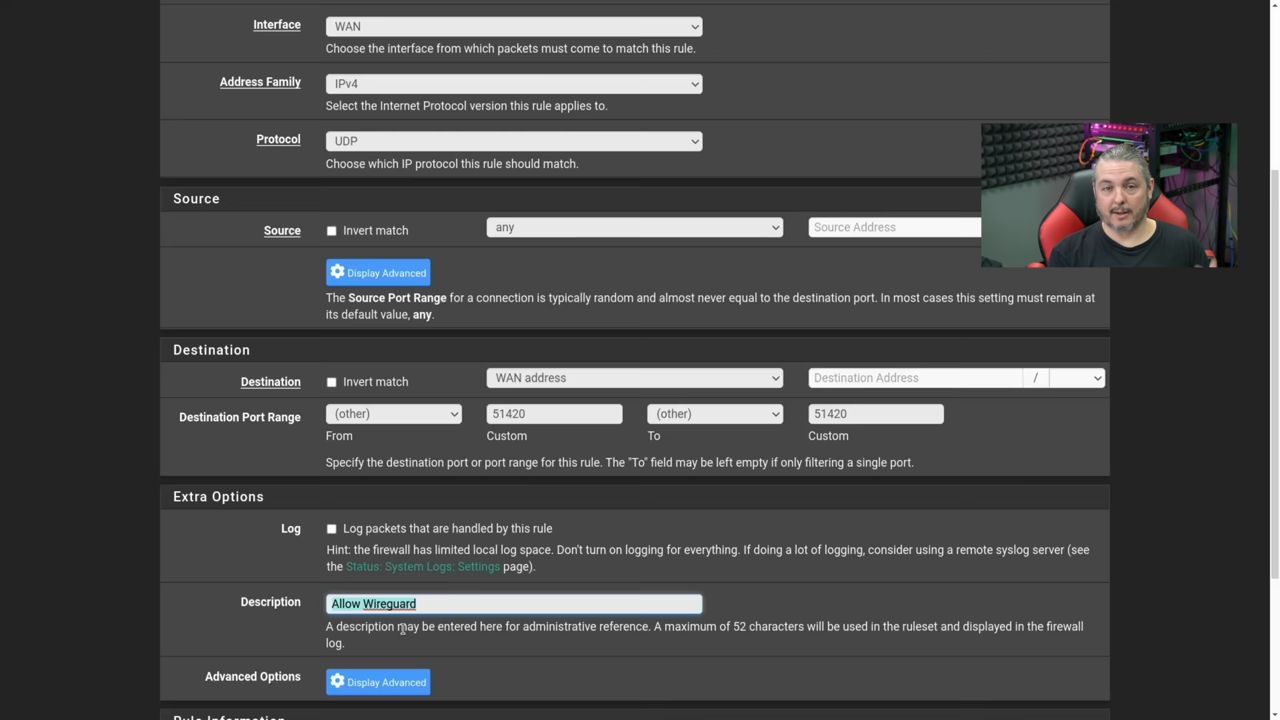 Interface
WAN
Choose the interface from which packets must come to match this rule.
Address Family
IPv4
Select the Internet Protocol version this rule applies to.
Protocol
UDP
Choose which IP protocol this rule should match.
Source
Source
Invert match
any
Source Address
Display Advanced
The Source Port Range for a connection is typically random and almost never equal to the destination port. In most cases this setting must remain at
its default value, any.
Destination
Destination
Invert match
WAN address
Destination Address
/
Destination Port Range
(other)
51420
(other)
51420
From
Custom
To
Custom
Specify the destination port or port range for this rule. The "To" field may be left empty if only filtering a single port.
Extra Options
Log
Log packets that are handled by this rule
Hint: the firewall has limited local log space. Don't turn on logging for everything. If doing a lot of logging, consider using a remote syslog server (see
the Status: System Logs: Settings page).
Description
Allow Wireguard
A description may be entered here for administrative reference. A maximum of 52 characters will be used in the ruleset and displayed in the firewall
log.
Advanced Options
Display Advanced
Rule Information